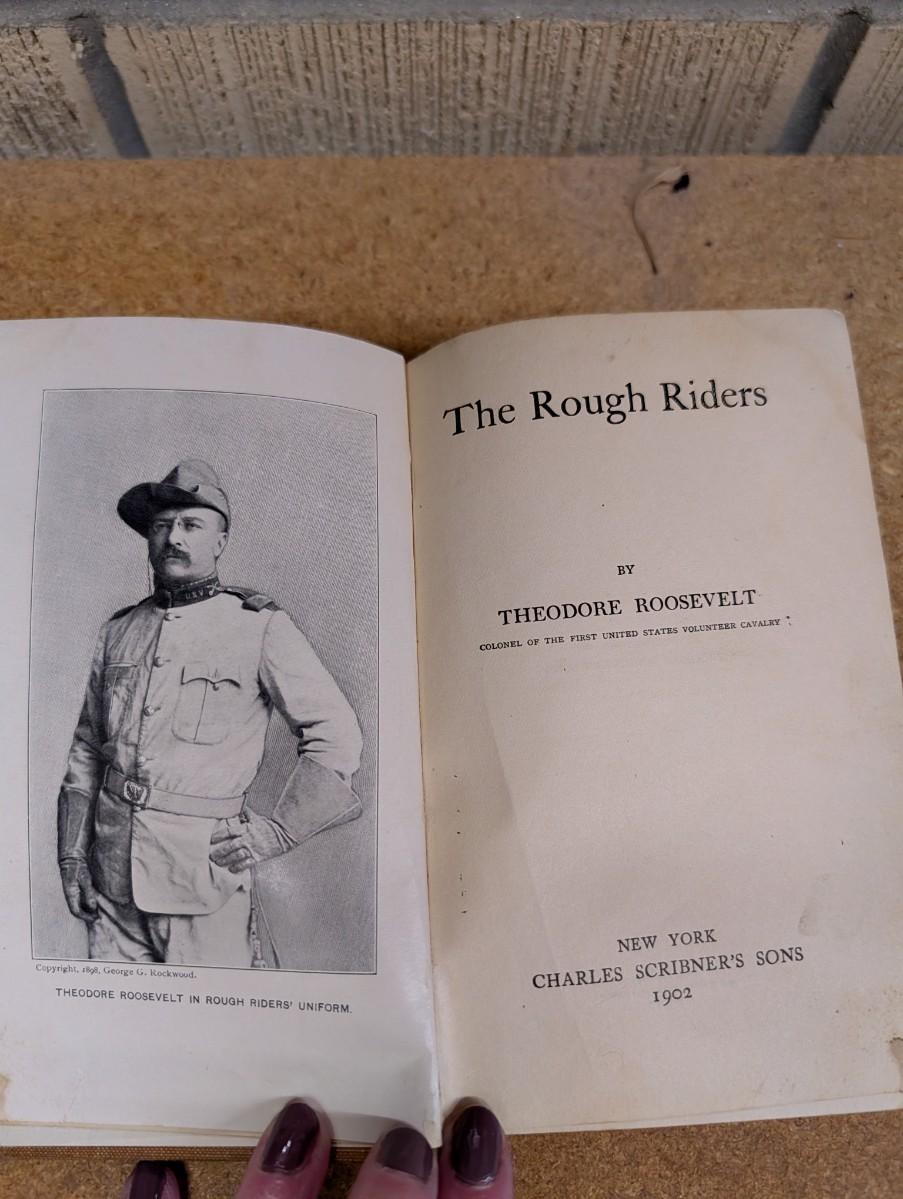 U.S.V
Copyright, 1898, George G. Rockwood.
THEODORE ROOSEVELT IN ROUGH RIDERS' UNIFORM.
The Rough Riders
BY
THEODORE ROOSEVELT
COLONEL OF THE FIRST UNITED STATES VOLUNTEER CAVALRY
NEW YORK
CHARLES SCRIBNER'S SONS
1902